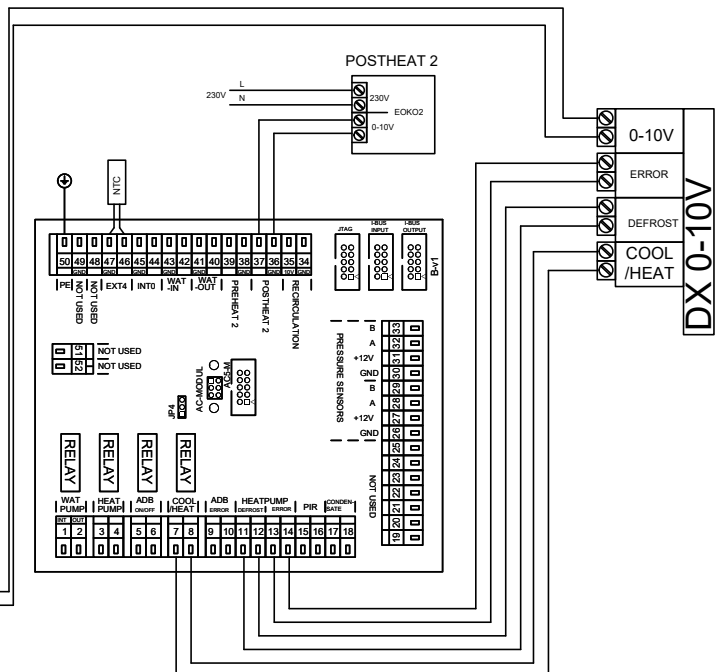 POSTHEAT 2
230V
L
N
230V
EOKO2
0-10V
0-10V
ERROR
DEFROST
COOL
/HEAT
DX 0-10V
NTC
50 49 48 47 46 45 44 43 42 41 40 39 38 37 36 35 34
GND GND GND GND GND GND GND 10V GND
PE
NOT USED
NOT USED
EXT4
INT0
WAT
-IN
WAT
-OUT
PREHEAT 2
POSTHEAT 2
RECIRCULATION
JTAG
I-BUS
INPUT
I-BUS
OUTPUT
B-v1
51 NOT USED
52 NOT USED
JP4
AC-MODUL
AC5-M
PRESSURE SENSORS
B 33
A 32
+12V 31
GND 30
B 29
A 28
+12V 27
GND 26
25
24
23
22
21
20
19
NOT USED
RELAY
RELAY
RELAY
RELAY
WAT
PUMP
HEAT
PUMP
ADB
ON/OFF
COOL
/HEAT
ADB
ERROR
HEATPUMP
DEFROST ERROR
PIR
CONDEN-
SATE
INT OUT
1 2 3 4 5 6 7 8 9 10 11 12 13 14 15 16 17 18